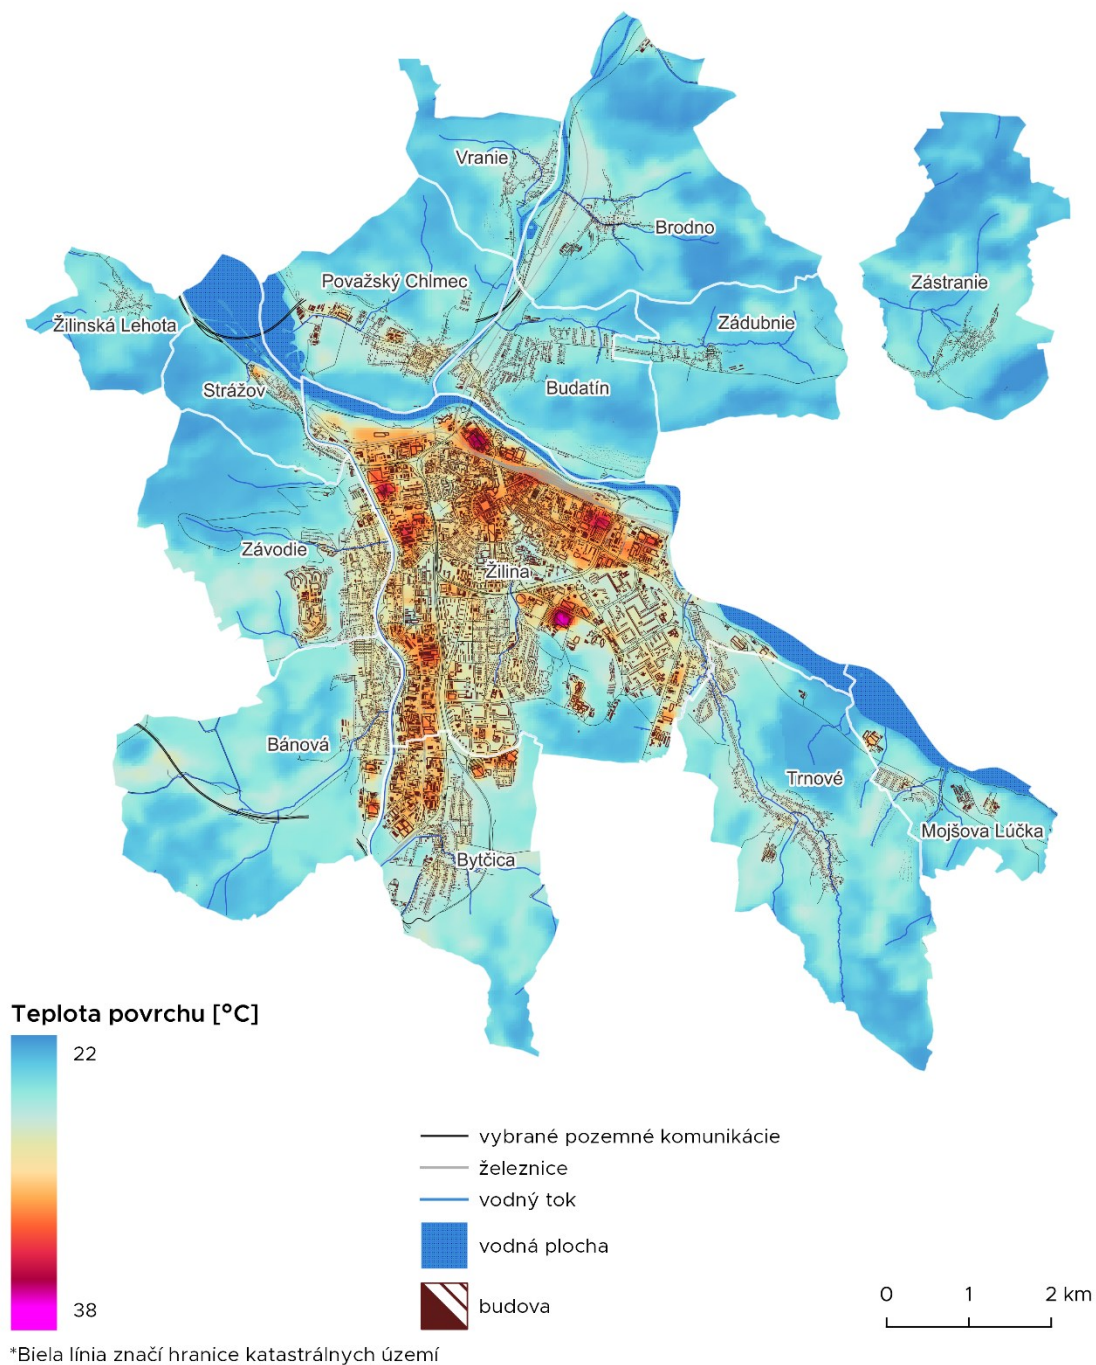 Vranie
Brodno
Považský Chlmec
Zástranie
Žilinská Lehota
Zádubnie
Strážov
Budatín
Závodie
Žilina
Bánová
Trnové
Mojšova Lúčka
Bytčica
Teplota povrchu [°C]
22
38
vybrané pozemné komunikácie
železnice
vodný tok
vodná plocha
budova
0 1 2 km
*Biela línia značí hranice katastrálnych území